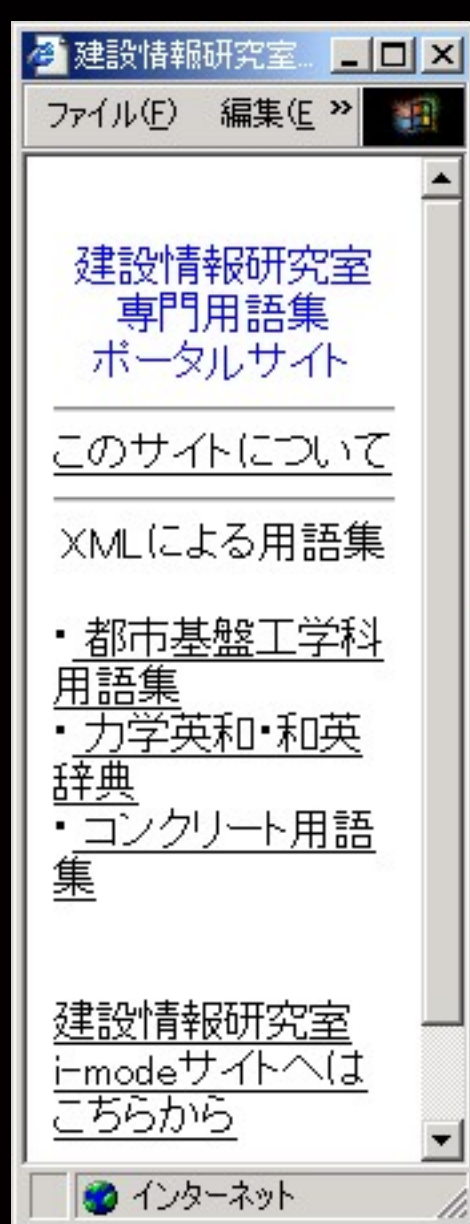 建設情報研究室...
ファイル(F) 編集(E »
建設情報研究室
専門用語集
ポータルサイト
このサイトについて
XMLによる用語集
・都市基盤工学科
用語集
・力学英和・和英
辞典
・コンクリート用語
集
建設情報研究室
i-modeサイトへは
こちらから
インターネット